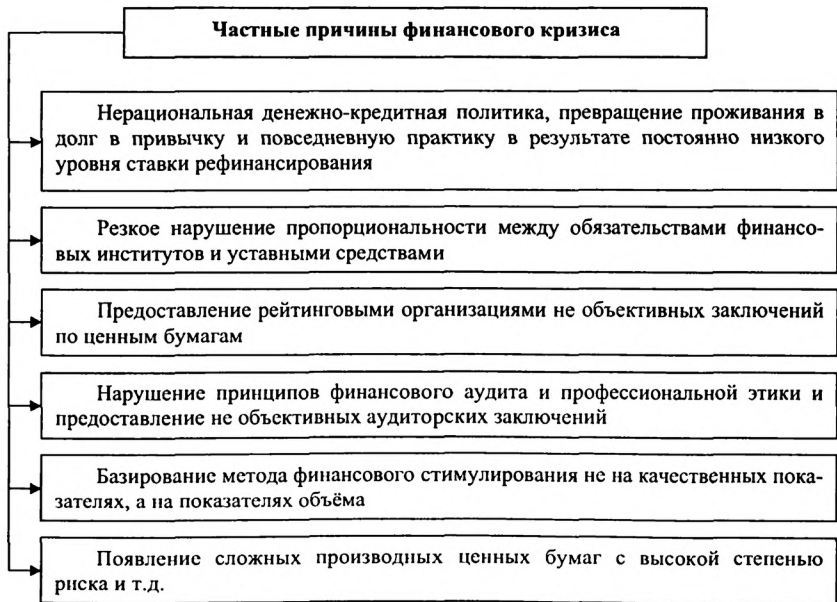 Частные причины финансового кризиса
Нерациональная денежно-кредитная политика, превращение проживания в
долг в привычку и повседневную практику в результате постоянно низкого
уровня ставки рефинансирования
Резкое нарушение пропорциональности между обязательствами финансо-
вых институтов и уставными средствами
Предоставление рейтинговыми организациями не объективных заключений
по ценным бумагам
Нарушение принципов финансового аудита и профессиональной этики и
предоставление не объективных аудиторских заключений
Базирование метода финансового стимулирования не на качественных пока-
зателях, а на показателях объёма
Появление сложных производных ценных бумаг с высокой степенью
риска и т.д.